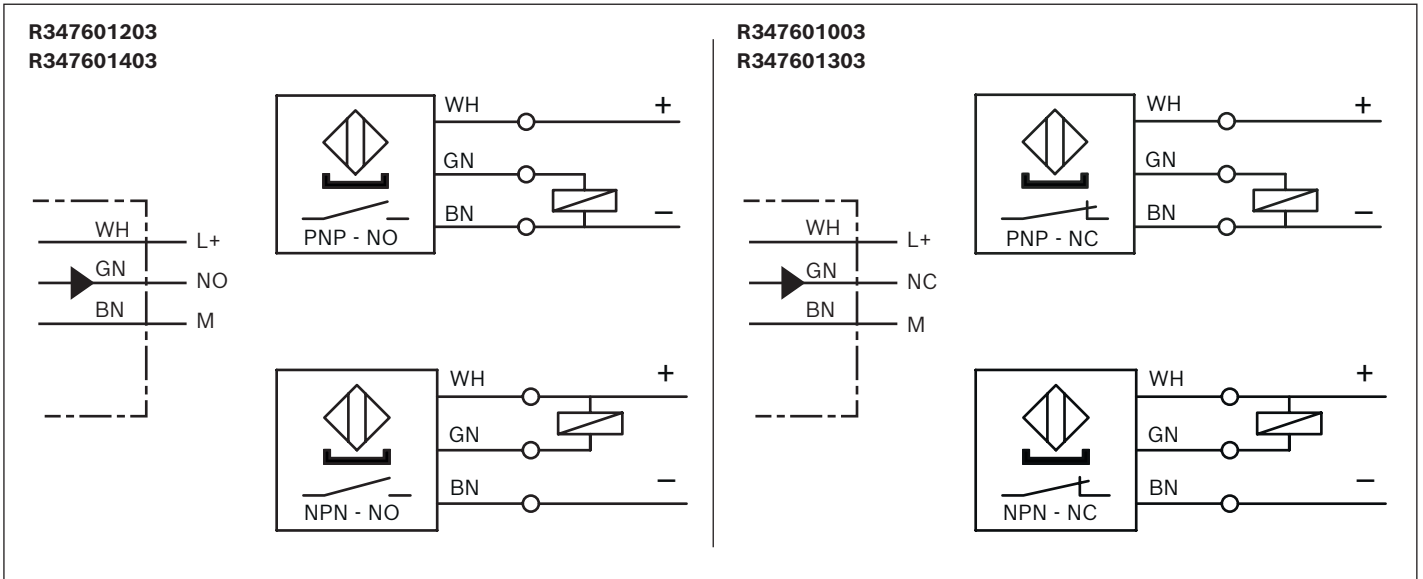 R347601203
R347601403
WH
+
GN
BN
–
PNP - NO
WH
L+
GN
NO
BN
M
WH
+
GN
BN
–
NPN - NO
R347601003
R347601303
WH
+
GN
BN
–
PNP - NC
WH
L+
GN
NC
BN
M
WH
+
GN
BN
–
NPN - NC